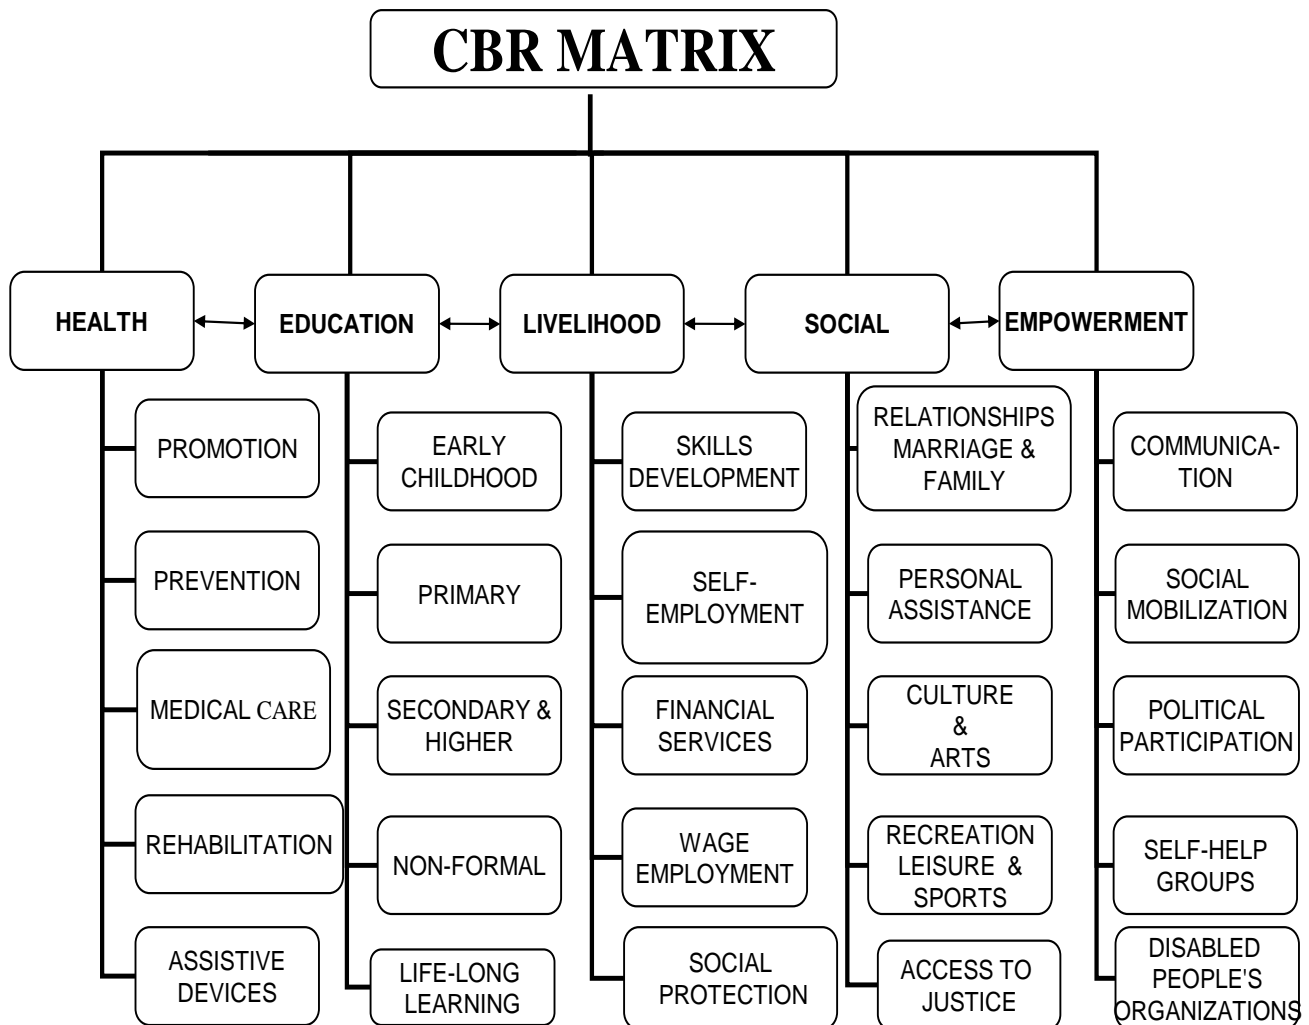 CBR MATRIX
HEALTH
EDUCATION
LIVELIHOOD
SOCIAL
EMPOWERMENT
PROMOTION
PREVENTION
MEDICAL CARE
REHABILITATION
ASSISTIVE
DEVICES
EARLY
CHILDHOOD
PRIMARY
SECONDARY &
HIGHER
NON-FORMAL
LIFE-LONG
LEARNING
SKILLS
DEVELOPMENT
SELF-
EMPLOYMENT
FINANCIAL
SERVICES
WAGE
EMPLOYMENT
SOCIAL
PROTECTION
RELATIONSHIPS
MARRIAGE &
FAMILY
PERSONAL
ASSISTANCE
CULTURE
&
ARTS
RECREATION
LEISURE &
SPORTS
ACCESS TO
JUSTICE
COMMUNICA-
TION
SOCIAL
MOBILIZATION
POLITICAL
PARTICIPATION
SELF-HELP
GROUPS
DISABLED
PEOPLE'S
ORGANIZATIONS